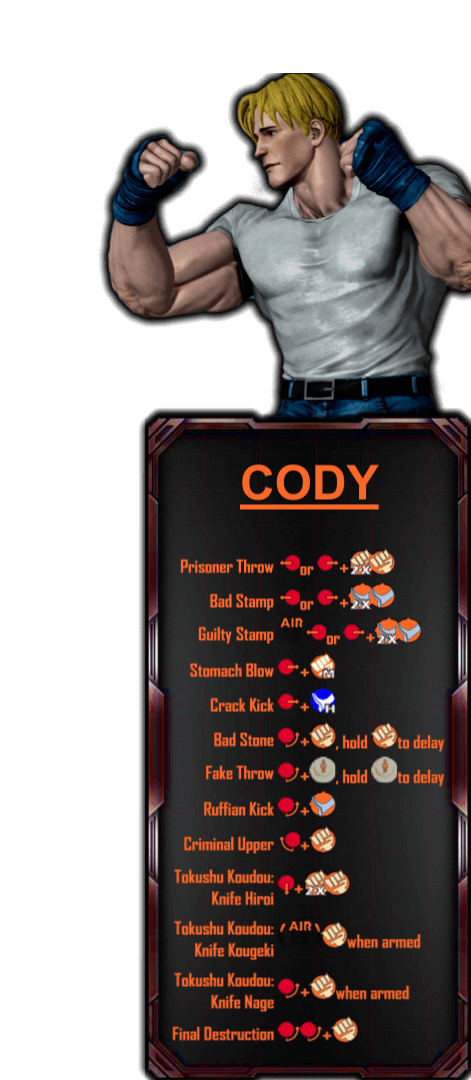 CODY
Prisoner Throw or + 2X
Bad Stamp or + 2X
AIR
Guilty Stamp or + 2X
Stomach Blow + M
Crack Kick + H
Bad Stone + , hold to delay
Fake Throw + , hold to delay
Ruffian Kick +
Criminal Upper +
Tokushu Koudou:
Knife Hiroi + 2X
Tokushu Koudou: ( AIR )
Knife Kougeki when armed
Tokushu Koudou:
Knife Nage + when armed
Final Destruction +